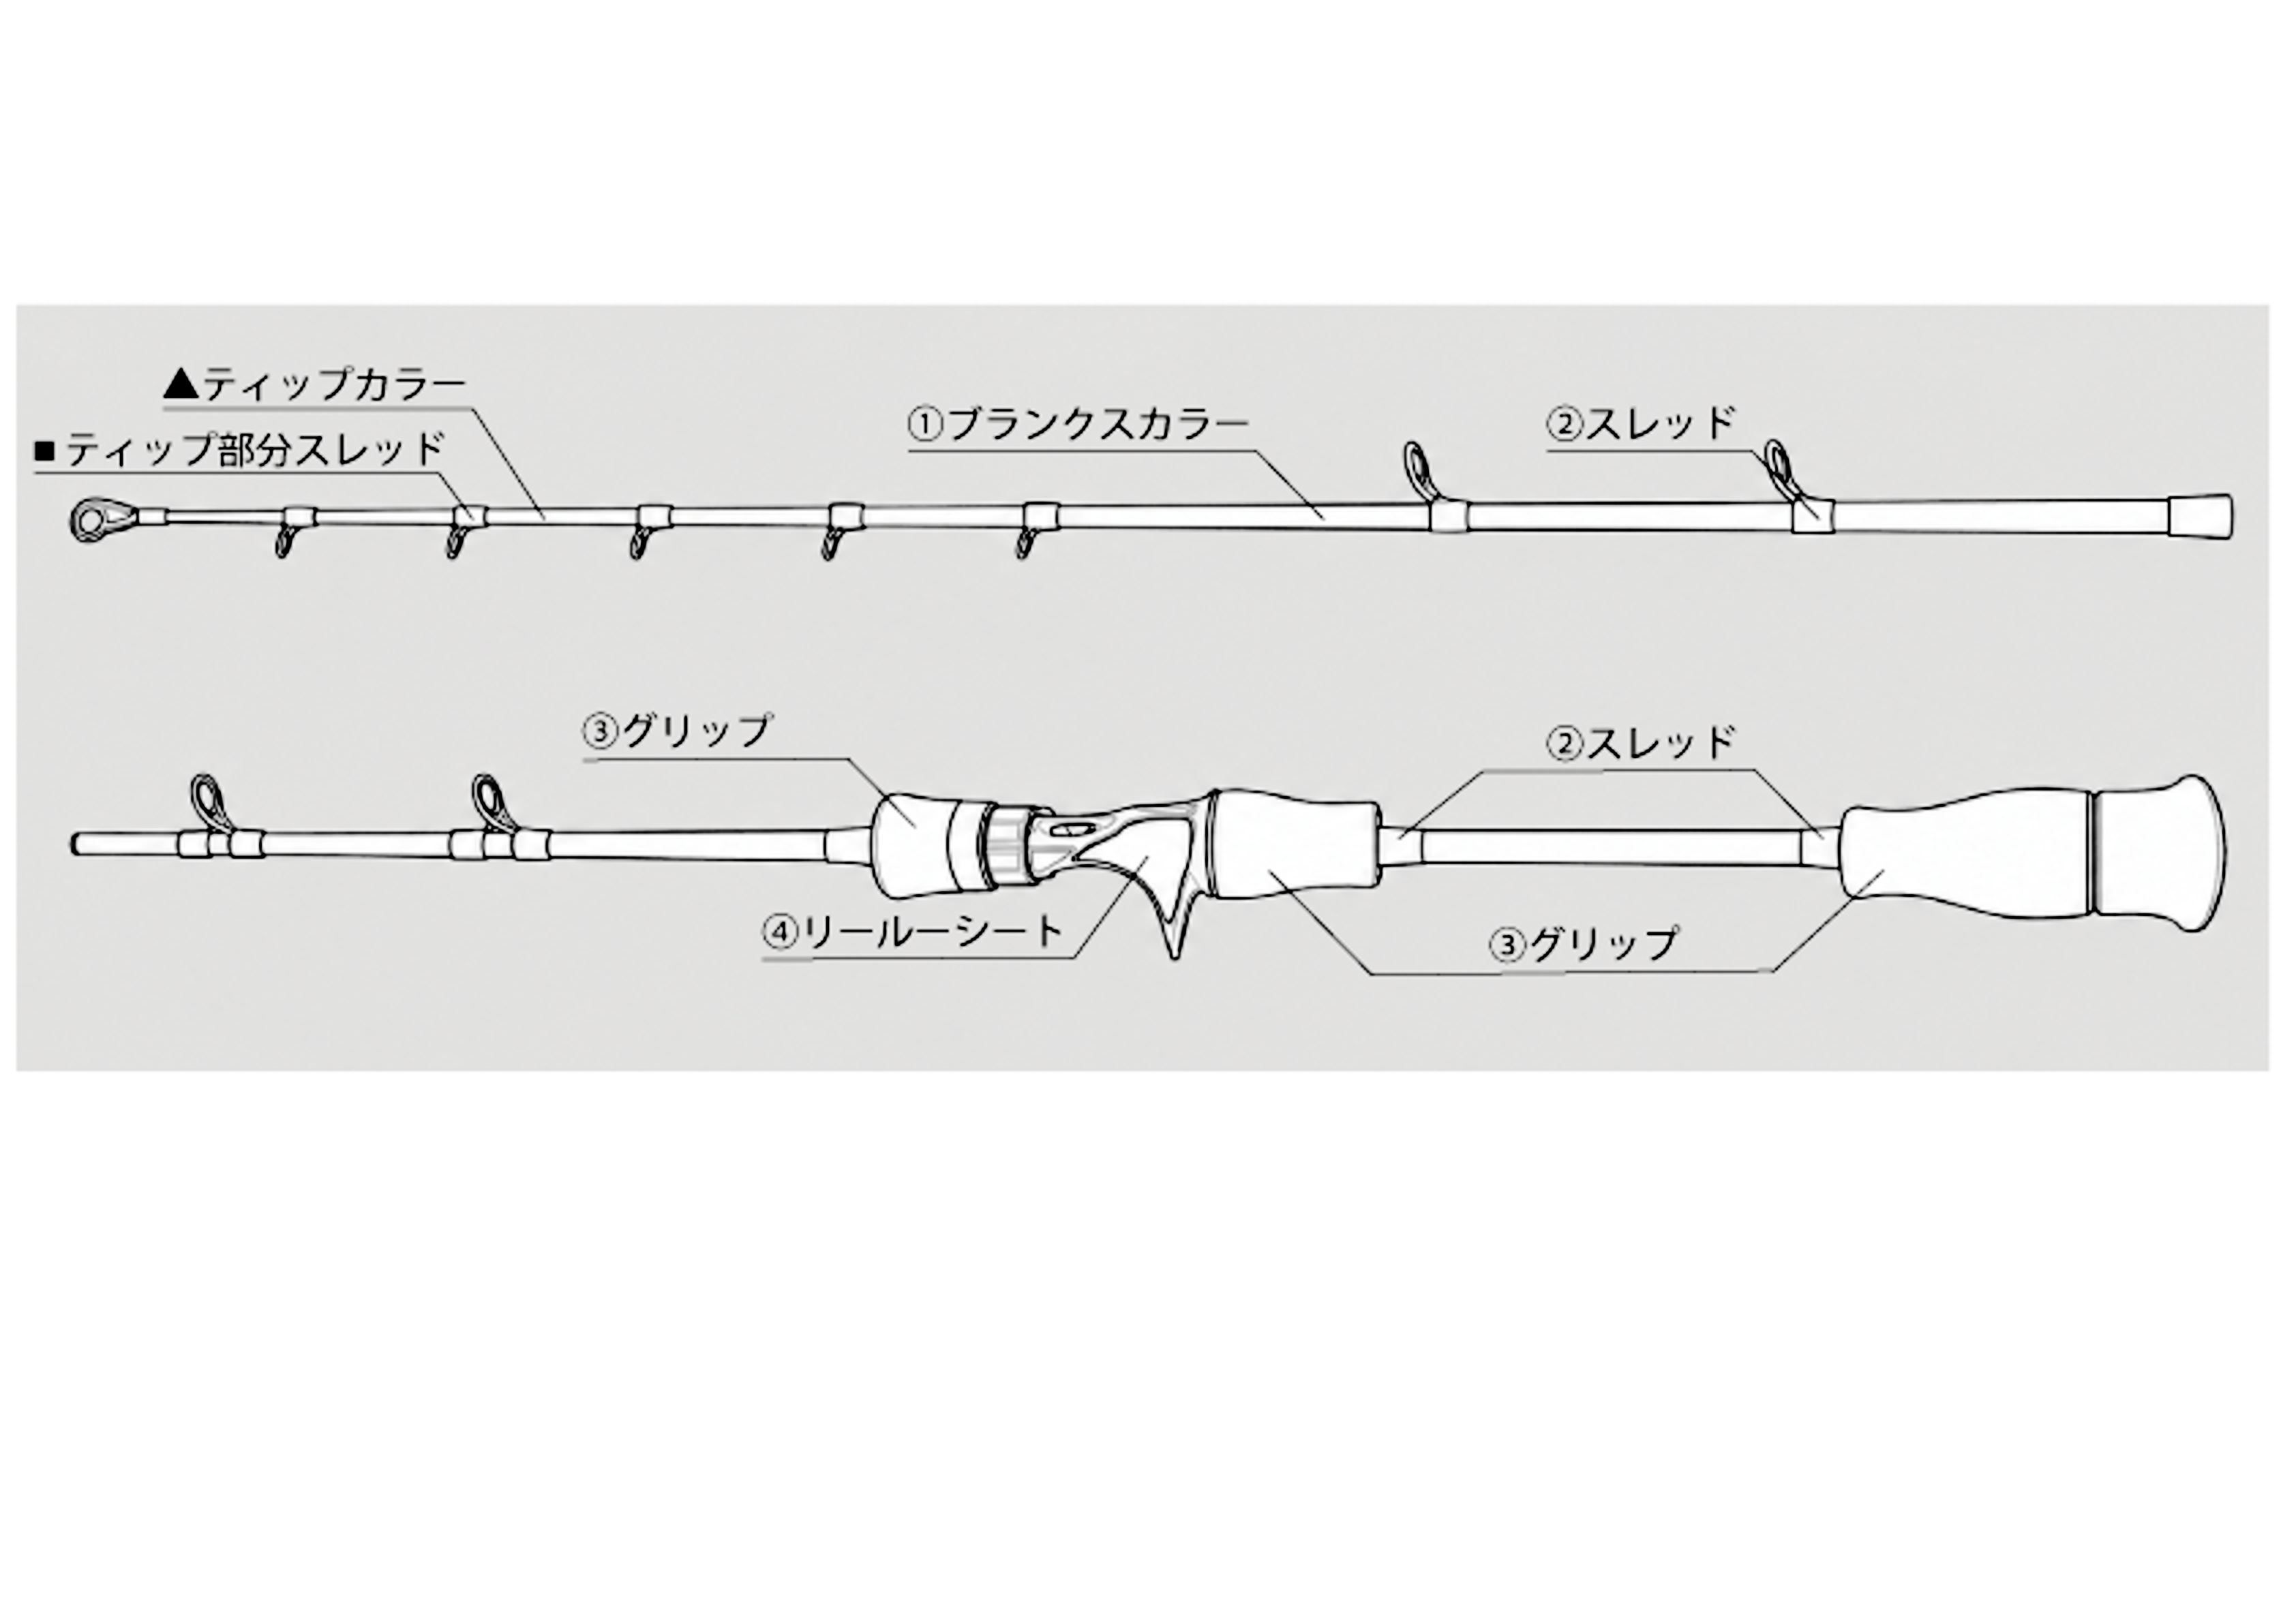 ▲ティップカラー
■ ティップ部分スレッド
①ブランクスカラー
②スレッド
③グリップ
②スレッド
④リールーシート
③グリップ